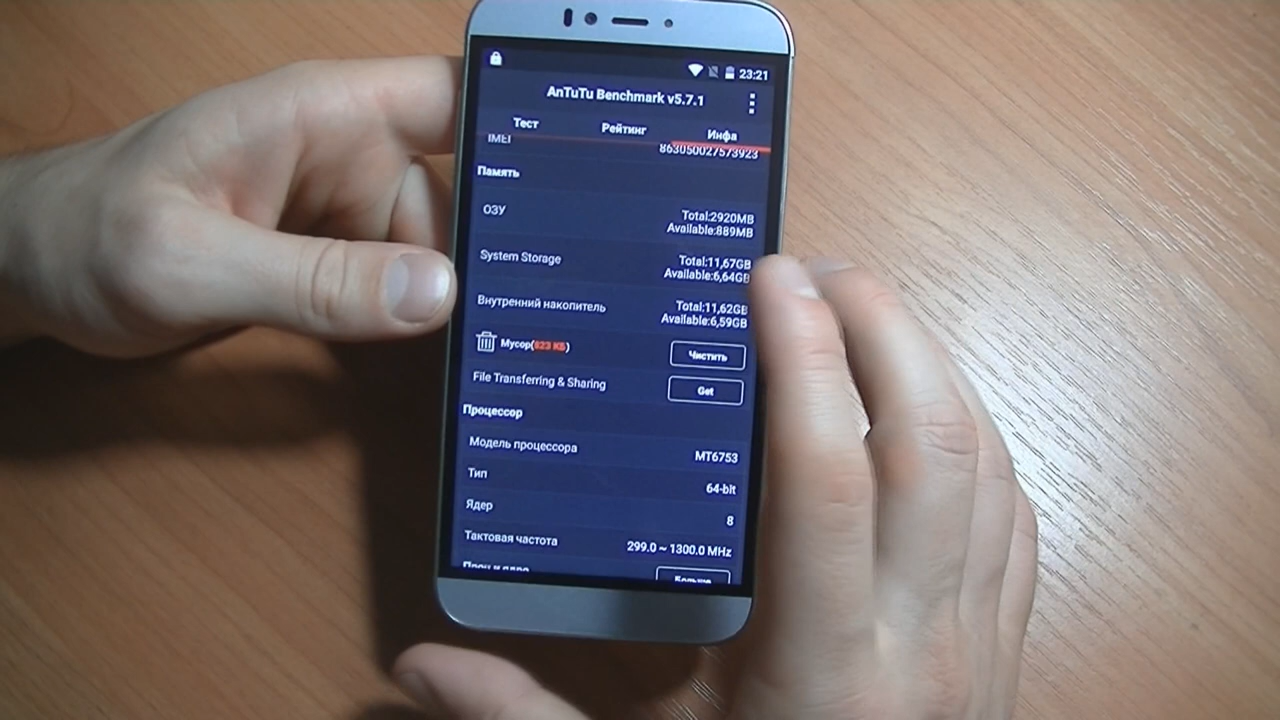 23:21
AnTuTu Benchmark v5.7.1
Тест Рейтинг Инфа
IMEI 863050027573923
Память
ОЗУ Total:2920MB
Available:889MB
System Storage Total:11,67GB
Available:6,64GB
Внутренний накопитель Total:11,62GB
Available:6,59GB
Мусор(823 КБ) Чистить
File Transferring & Sharing Get
Процессор
Модель процессора MT6753
Тип 64-bit
Ядер 8
Тактовая частота 299.0 ~ 1300.0 MHz
Больше